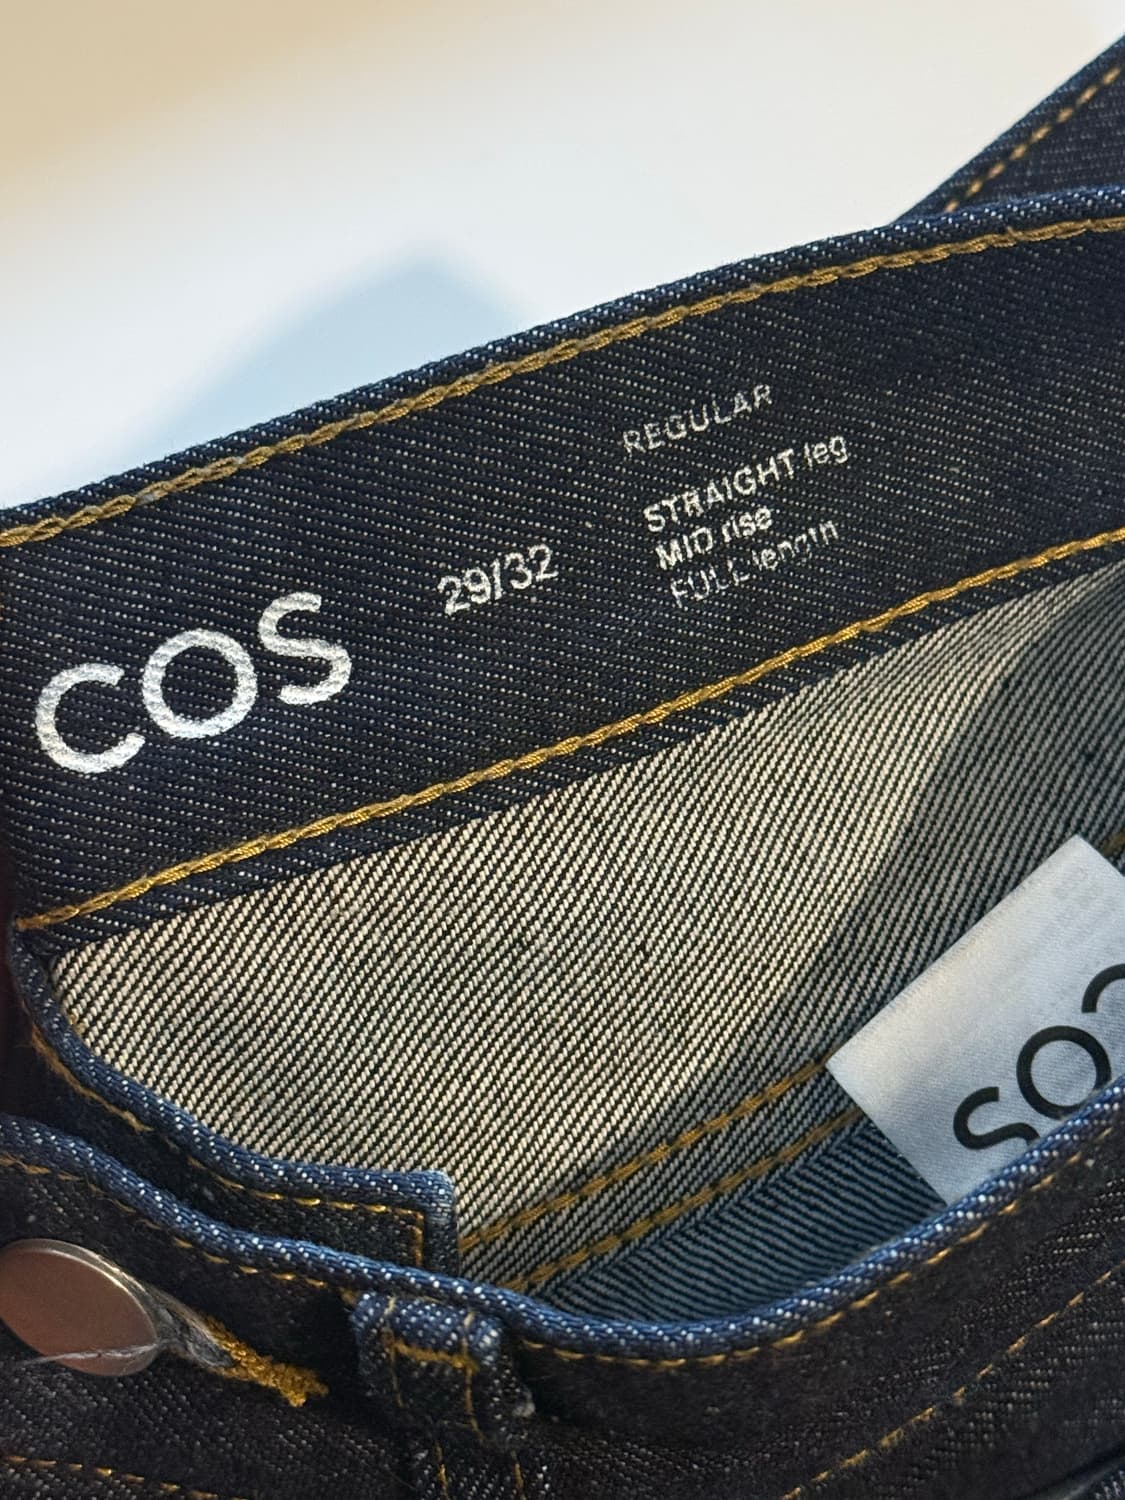 COS
29/32
REGULAR
STRAIGHT leg
MID rise
FULL length
COS